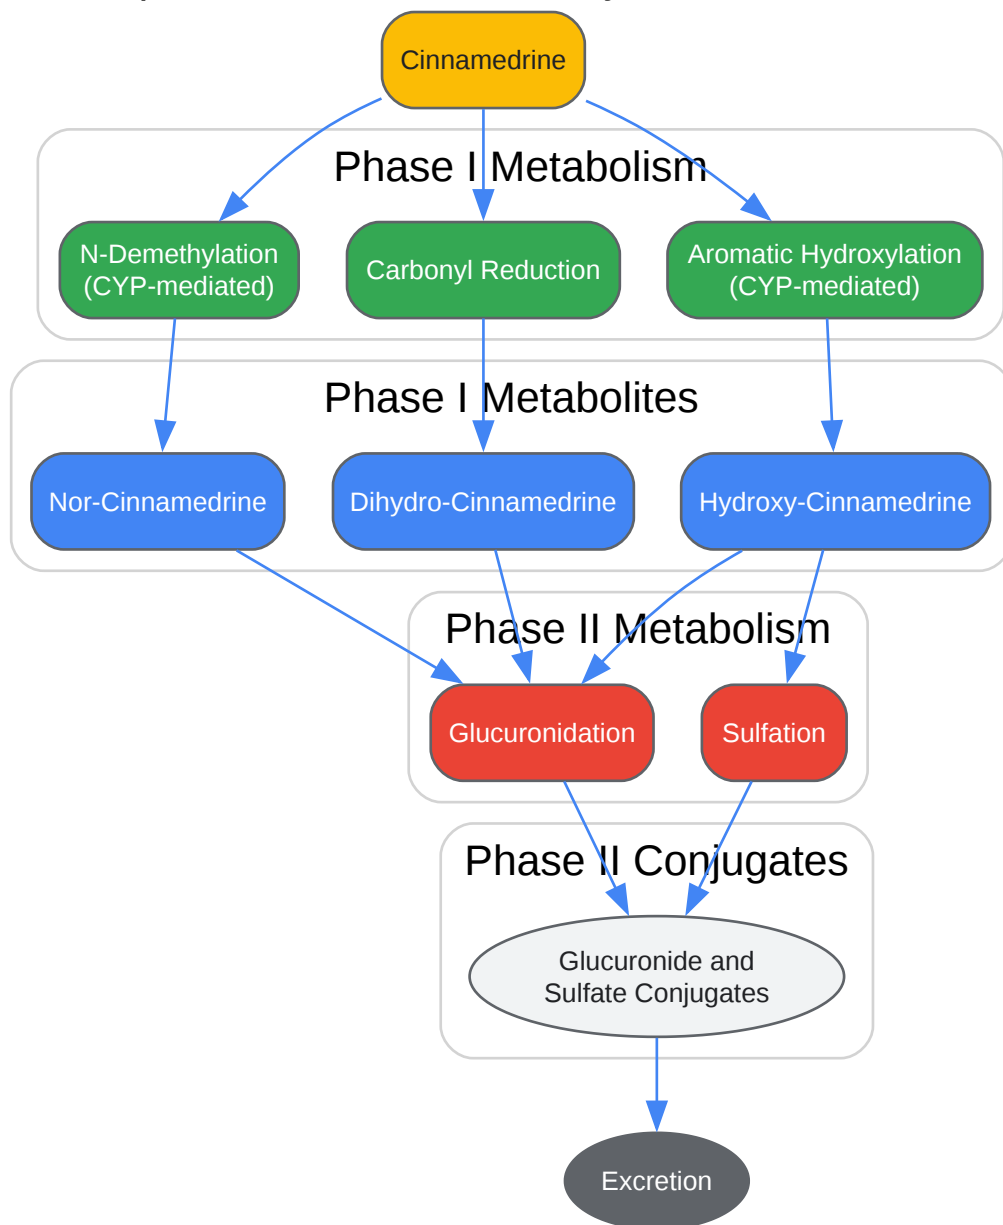 Cinnamedrine
Phase I Metabolism
N-Demethylation
(CYP-mediated)
Carbonyl Reduction
Aromatic Hydroxylation
(CYP-mediated)
Phase I Metabolites
Nor-Cinnamedrine
Dihydro-Cinnamedrine
Hydroxy-Cinnamedrine
Phase II Metabolism
Glucuronidation
Sulfation
Phase II Conjugates
Glucuronide and
Sulfate Conjugates
Excretion